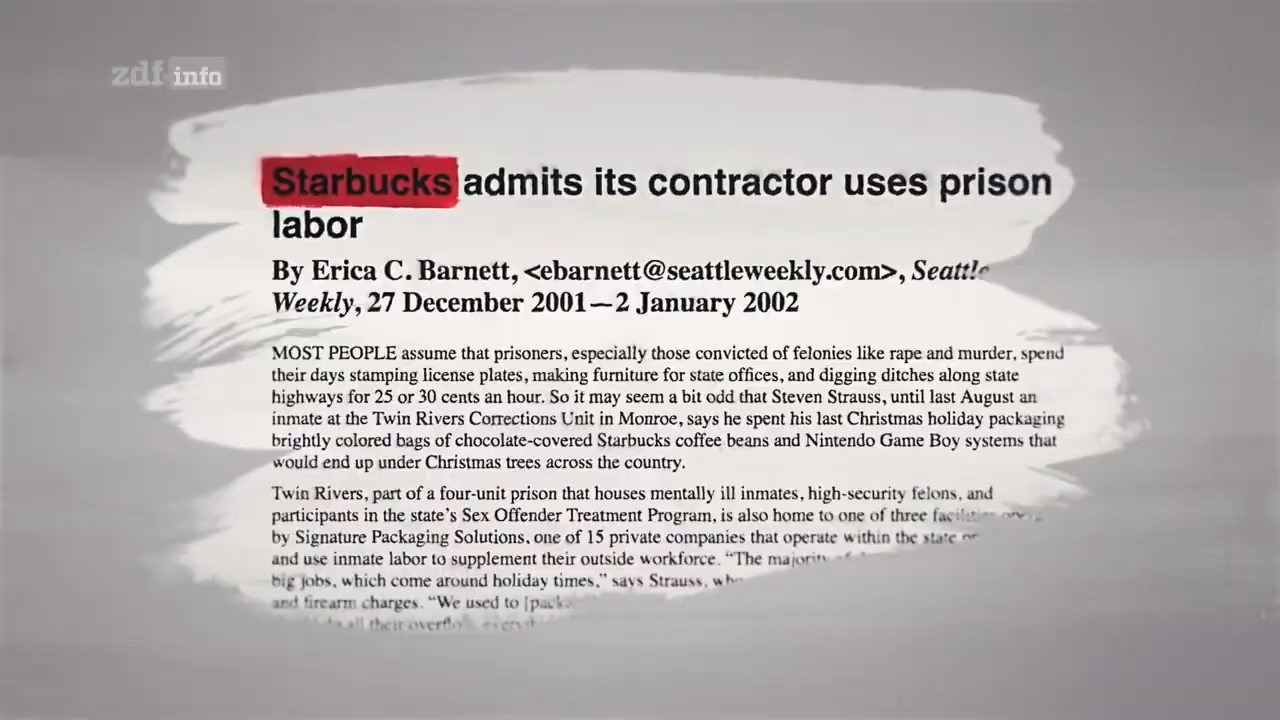 zdf info
Starbucks admits its contractor uses prison
labor
By Erica C. Barnett, <ebarnett@seattleweekly.com>, Seattle
Weekly, 27 December 2001—2 January 2002
MOST PEOPLE assume that prisoners, especially those convicted of felonies like rape and murder, spend
their days stamping license plates, making furniture for state offices, and digging ditches along state
highways for 25 or 30 cents an hour. So it may seem a bit odd that Steven Strauss, until last August an
inmate at the Twin Rivers Corrections Unit in Monroe, says he spent his last Christmas holiday packaging
brightly colored bags of chocolate-covered Starbucks coffee beans and Nintendo Game Boy systems that
would end up under Christmas trees across the country.
Twin Rivers, part of a four-unit prison that houses mentally ill inmates, high-security felons, and
participants in the state's Sex Offender Treatment Program, is also home to one of three facilities
by Signature Packaging Solutions, one of 15 private companies that operate within the state
and use inmate labor to supplement their outside workforce. “The majority
big jobs, which come around holiday times,” says Strauss,
and firearm charges. “We used to [pack
all their overflo